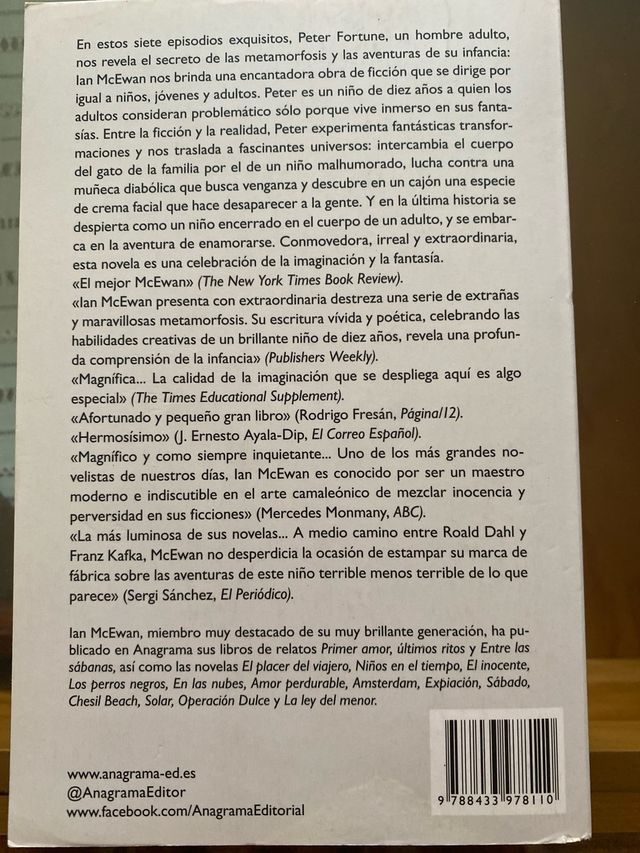 En estos siete episodios exquisitos, Peter Fortune, un hombre adulto,
nos revela el secreto de las metamorfosis y las aventuras de su infancia:
Ian McEwan nos brinda una encantadora obra de ficción que se dirige por
igual a niños, jóvenes y adultos. Peter es un niño de diez años a quien los
adultos consideran problemático sólo porque vive inmerso en sus fanta-
sías. Entre la ficción y la realidad, Peter experimenta fantásticas transfor-
maciones y nos traslada a fascinantes universos: intercambia el cuerpo
del gato de la familia por el de un niño malhumorado, lucha contra una
muñeca diabólica que busca venganza y descubre en un cajón una especie
de crema facial que hace desaparecer a la gente. Y en la última historia se
despierta como un niño encerrado en el cuerpo de un adulto, y se embar-
ca en la aventura de enamorarse. Conmovedora, irreal y extraordinaria,
esta novela es una celebración de la imaginación y la fantasía.
«El mejor McEwan» (The New York Times Book Review).
«Ian McEwan presenta con extraordinaria destreza una serie de extrañas
y maravillosas metamorfosis. Su escritura vívida y poética, celebrando las
habilidades creativas de un brillante niño de diez años, revela una profun-
da comprensión de la infancia» (Publishers Weekly).
«Magnífica... La calidad de la imaginación que se despliega aquí es algo
especial» (The Times Educational Supplement).
«Afortunado y pequeño gran libro» (Rodrigo Fresán, Página/12).
«Hermosísimo» (J. Ernesto Ayala-Dip, El Correo Español).
«Magnífico y como siempre inquietante... Uno de los más grandes no-
velistas de nuestros días, Ian McEwan es conocido por ser un maestro
moderno e indiscutible en el arte camaleónico de mezclar inocencia y
perversidad en sus ficciones» (Mercedes Monmany, ABC).
«La más luminosa de sus novelas... A medio camino entre Roald Dahl y
Franz Kafka, McEwan no desperdicia la ocasión de estampar su marca de
fábrica sobre las aventuras de este niño terrible menos terrible de lo que
parece» (Sergi Sánchez, El Periódico).
Ian McEwan, miembro muy destacado de su muy brillante generación, ha pu-
blicado en Anagrama sus libros de relatos Primer amor, últimos ritos y Entre las
sábanas, así como las novelas El placer del viajero, Niños en el tiempo, El inocente,
Los perros negros, En las nubes, Amor perdurable, Amsterdam, Expiación, Sábado,
Chesil Beach, Solar, Operación Dulce y La ley del menor.
www.anagrama-ed.es
@AnagramaEditor
www.facebook.com/AnagramaEditorial
9 788433 978110